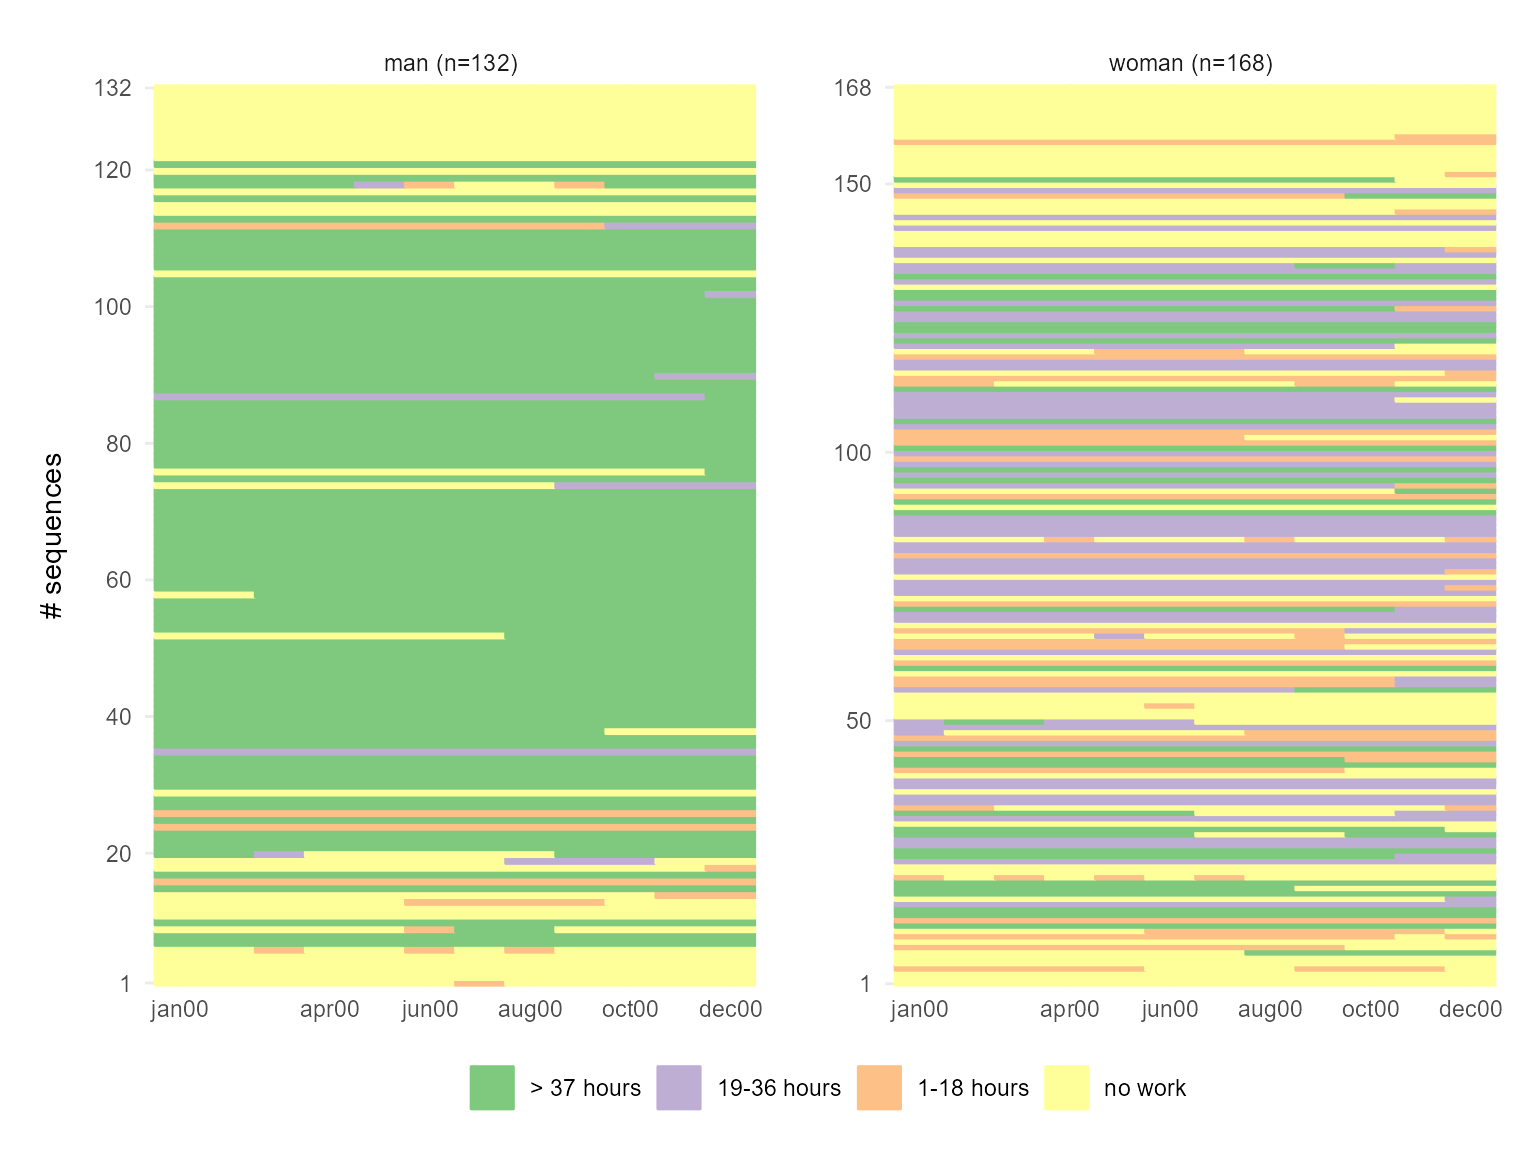 man (n=132)
woman (n=168)
# sequences
132
120
100
80
60
40
20
1
168
150
100
50
1
jan00 apr00 jun00 aug00 oct00 dec00
jan00 apr00 jun00 aug00 oct00 dec00
> 37 hours 19-36 hours 1-18 hours no work